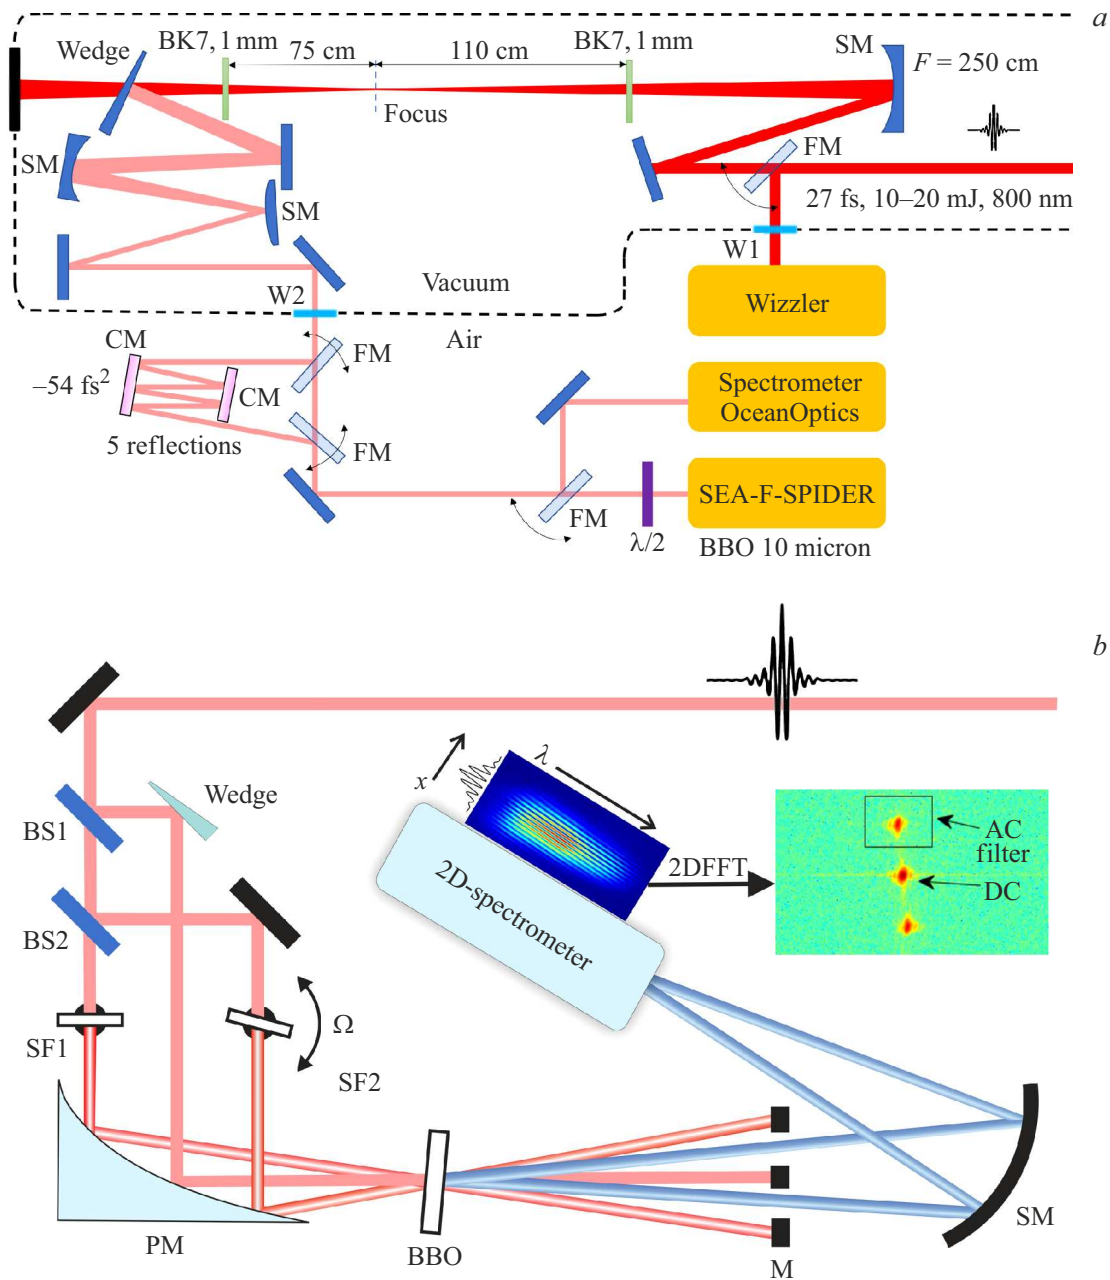 a
Wedge
BK7, 1 mm
75 cm
110 cm
BK7, 1 mm
SM
F = 250 cm
Focus
FM
SM
SM
27 fs, 10–20 mJ, 800 nm
W1
Vacuum
W2
Wizzler
Air
CM
FM
–54 fs²
CM
Spectrometer
OceanOptics
5 reflections
FM
SEA-F-SPIDER
FM
λ/2
BBO 10 micron
b
λ
x
Wedge
BS1
AC
filter
2DFFT
DC
2D-spectrometer
BS2
Ω
SF1
SF2
SM
PM
BBO
M